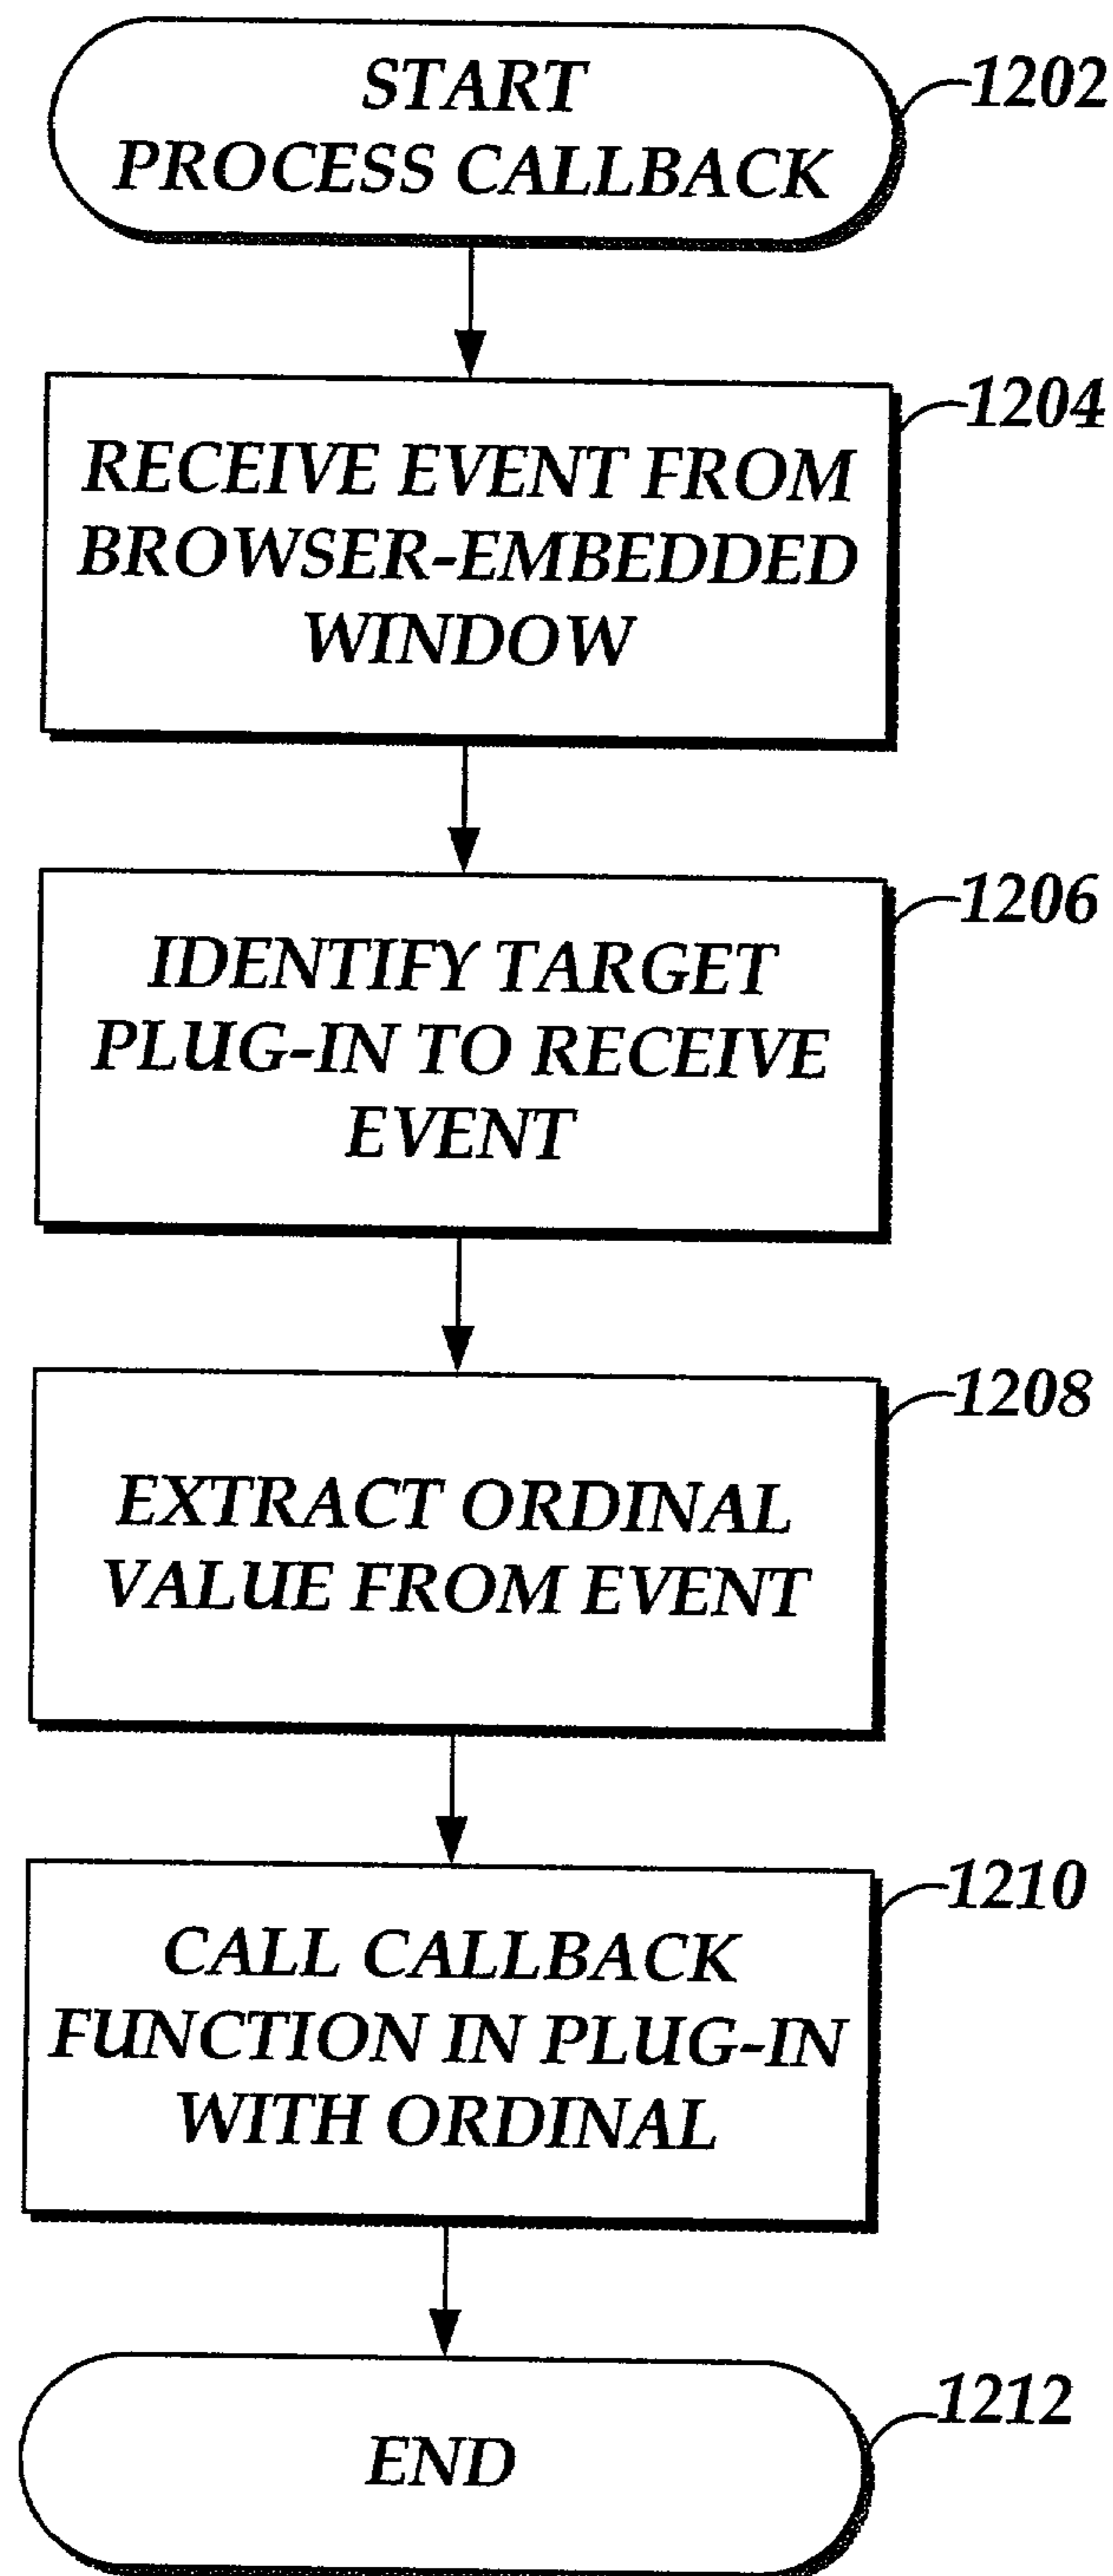 START
PROCESS CALLBACK
1202
RECEIVE EVENT FROM
BROWSER-EMBEDDED
WINDOW
1204
IDENTIFY TARGET
PLUG-IN TO RECEIVE
EVENT
1206
EXTRACT ORDINAL
VALUE FROM EVENT
1208
CALL CALLBACK
FUNCTION IN PLUG-IN
WITH ORDINAL
1210
END
1212